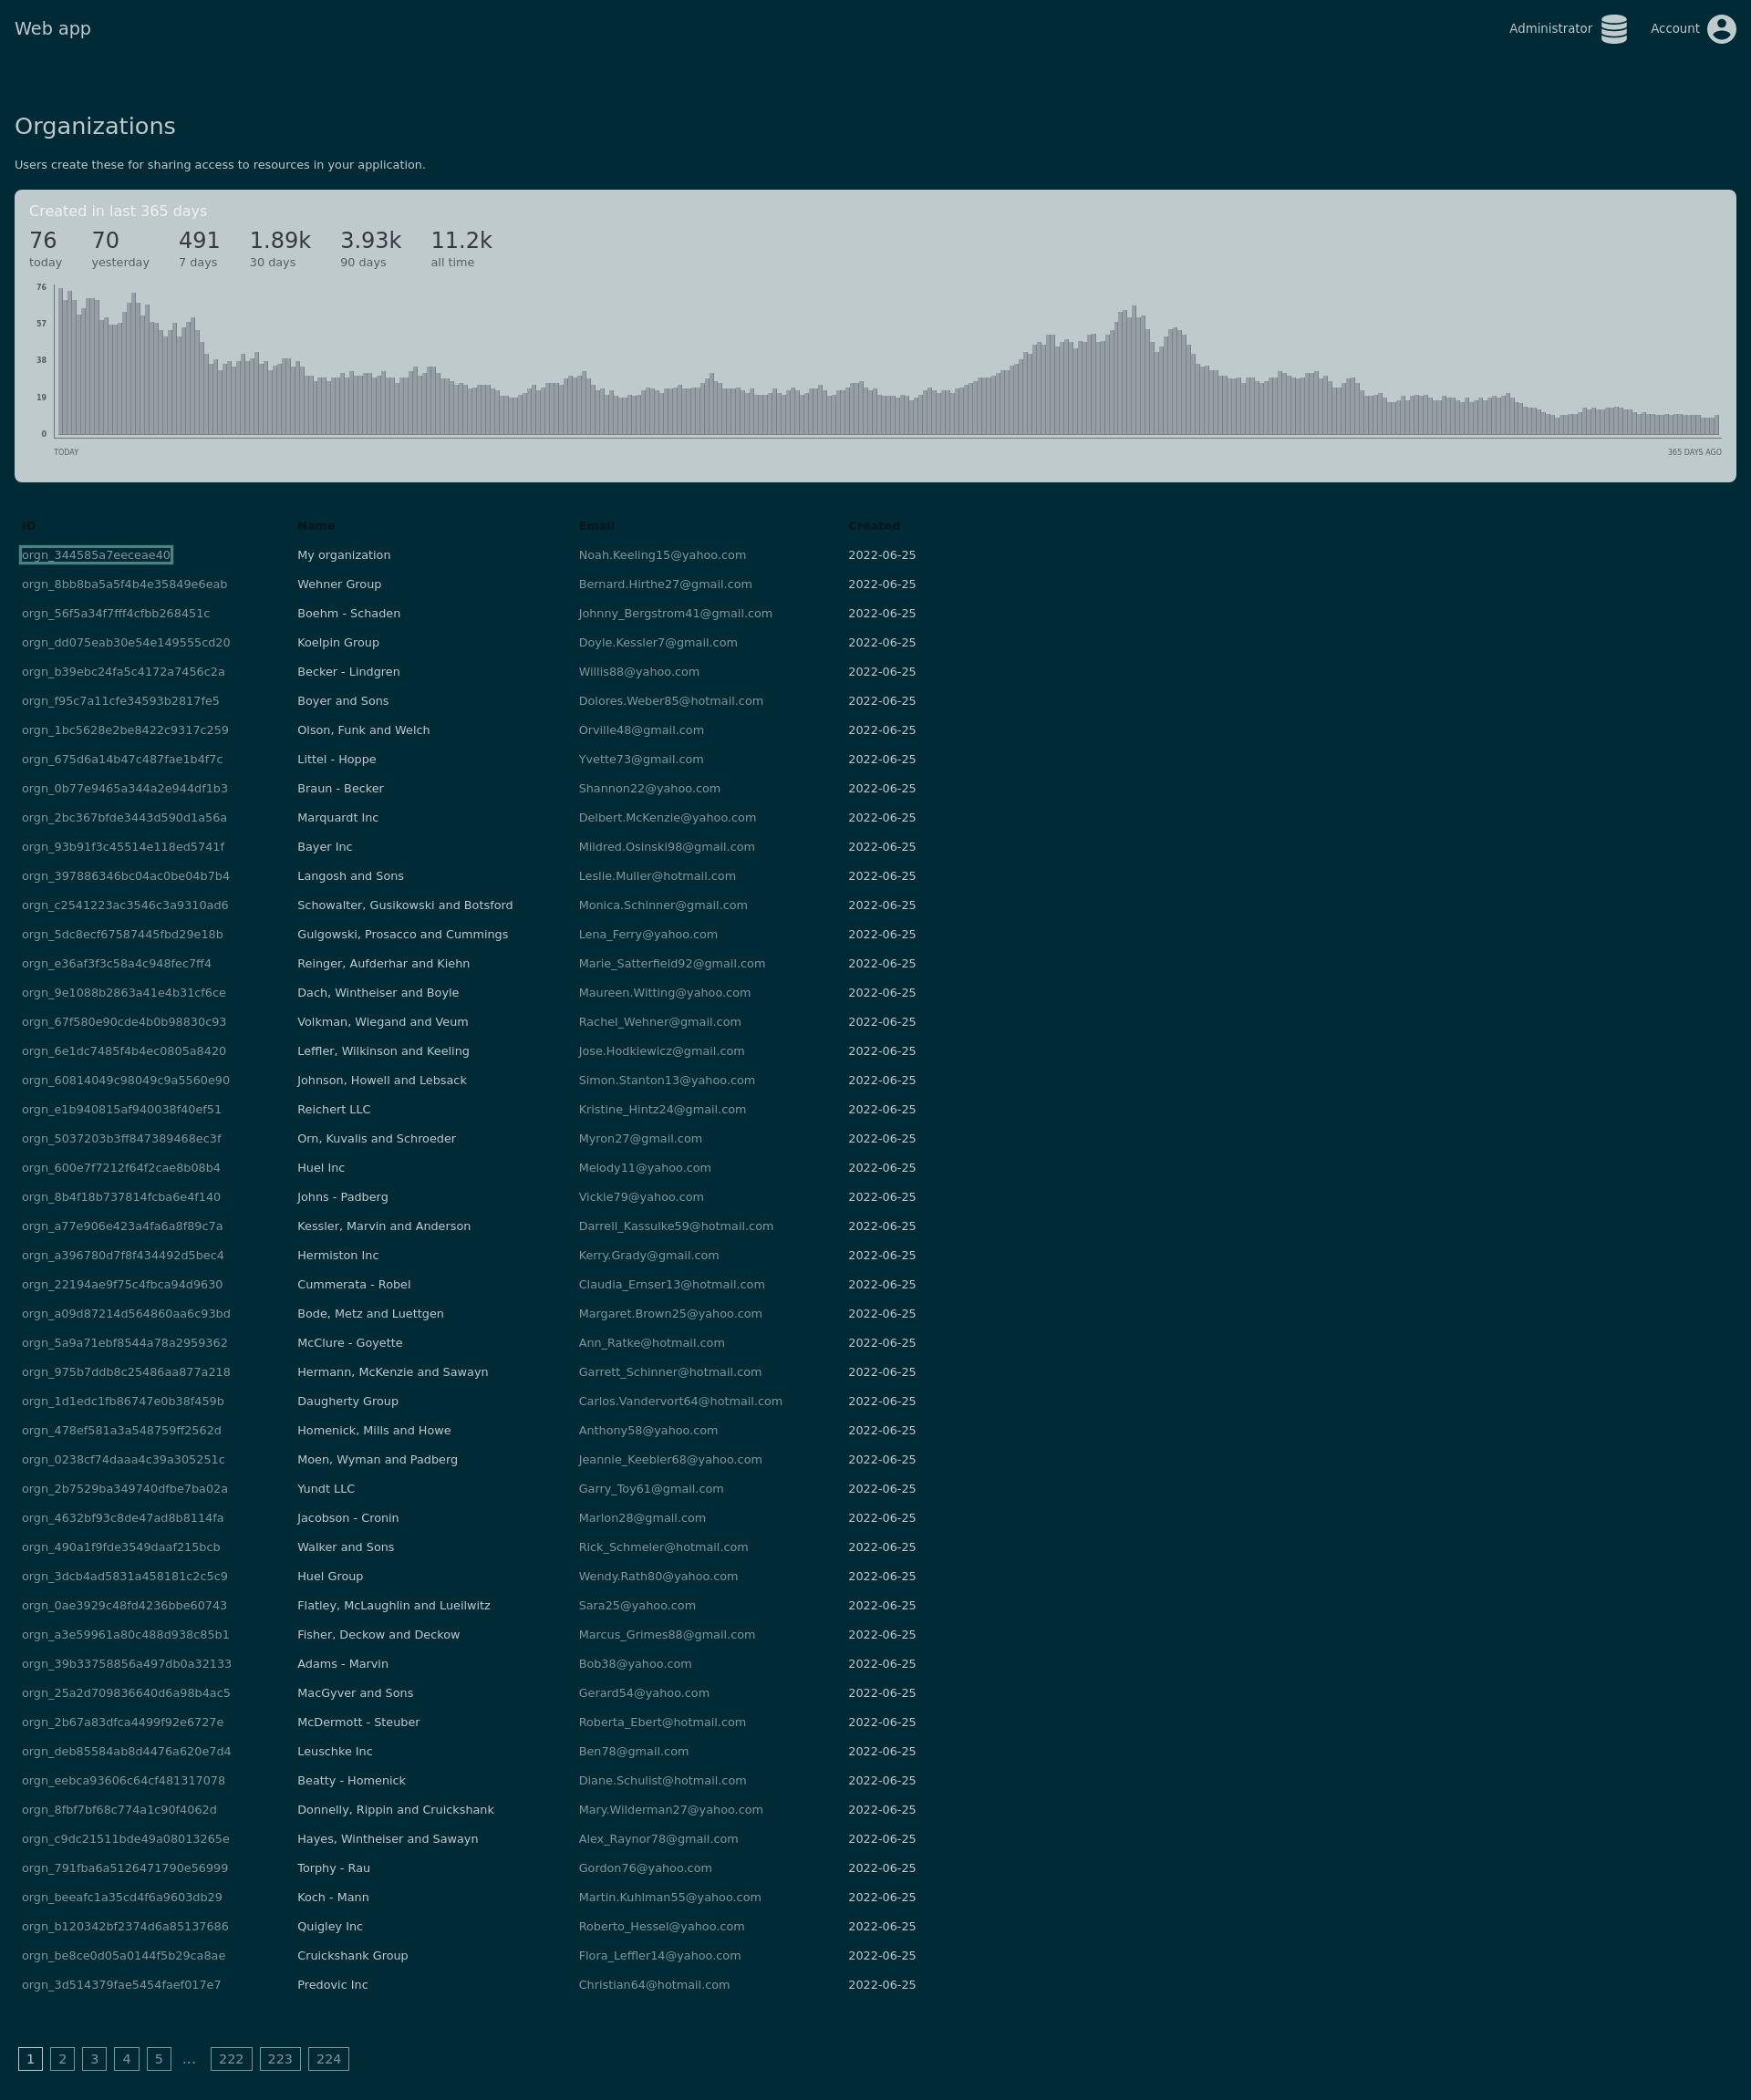 Web app
Administrator Account
Organizations
Users create these for sharing access to resources in your application.
Created in last 365 days
76 70 491 1.89k 3.93k 11.2k
today yesterday 7 days 30 days 90 days all time
76
57
38
19
0
TODAY 365 DAYS AGO
ID Name Email Created
orgn_344585a7eeceae40 My organization Noah.Keeling15@yahoo.com 2022-06-25
orgn_8bb8ba5a5f4b4e35849e6eab Wehner Group Bernard.Hirthe27@gmail.com 2022-06-25
orgn_56f5a34f7fff4cfbb268451c Boehm - Schaden Johnny_Bergstrom41@gmail.com 2022-06-25
orgn_dd075eab30e54e149555cd20 Koelpin Group Doyle.Kessler7@gmail.com 2022-06-25
orgn_b39ebc24fa5c4172a7456c2a Becker - Lindgren Willis88@yahoo.com 2022-06-25
orgn_f95c7a11cfe34593b2817fe5 Boyer and Sons Dolores.Weber85@hotmail.com 2022-06-25
orgn_1bc5628e2be8422c9317c259 Olson, Funk and Welch Orville48@gmail.com 2022-06-25
orgn_675d6a14b47c487fae1b4f7c Littel - Hoppe Yvette73@gmail.com 2022-06-25
orgn_0b77e9465a344a2e944df1b3 Braun - Becker Shannon22@yahoo.com 2022-06-25
orgn_2bc367bfde3443d590d1a56a Marquardt Inc Delbert.McKenzie@yahoo.com 2022-06-25
orgn_93b91f3c45514e118ed5741f Bayer Inc Mildred.Osinski98@gmail.com 2022-06-25
orgn_397886346bc04ac0be04b7b4 Langosh and Sons Leslie.Muller@hotmail.com 2022-06-25
orgn_c2541223ac3546c3a9310ad6 Schowalter, Gusikowski and Botsford Monica.Schinner@gmail.com 2022-06-25
orgn_5dc8ecf67587445fbd29e18b Gulgowski, Prosacco and Cummings Lena_Ferry@yahoo.com 2022-06-25
orgn_e36af3f3c58a4c948fec7ff4 Reinger, Aufderhar and Kiehn Marie_Satterfield92@gmail.com 2022-06-25
orgn_9e1088b2863a41e4b31cf6ce Dach, Wintheiser and Boyle Maureen.Witting@yahoo.com 2022-06-25
orgn_67f580e90cde4b0b98830c93 Volkman, Wiegand and Veum Rachel_Wehner@gmail.com 2022-06-25
orgn_6e1dc7485f4b4ec0805a8420 Leffler, Wilkinson and Keeling Jose.Hodkiewicz@gmail.com 2022-06-25
orgn_60814049c98049c9a5560e90 Johnson, Howell and Lebsack Simon.Stanton13@yahoo.com 2022-06-25
orgn_e1b940815af940038f40ef51 Reichert LLC Kristine_Hintz24@gmail.com 2022-06-25
orgn_5037203b3ff847389468ec3f Orn, Kuvalis and Schroeder Myron27@gmail.com 2022-06-25
orgn_600e7f7212f64f2cae8b08b4 Huel Inc Melody11@yahoo.com 2022-06-25
orgn_8b4f18b737814fcba6e4f140 Johns - Padberg Vickie79@yahoo.com 2022-06-25
orgn_a77e906e423a4fa6a8f89c7a Kessler, Marvin and Anderson Darrell_Kassulke59@hotmail.com 2022-06-25
orgn_a396780d7f8f434492d5bec4 Hermiston Inc Kerry.Grady@gmail.com 2022-06-25
orgn_22194ae9f75c4fbca94d9630 Cummerata - Robel Claudia_Ernser13@hotmail.com 2022-06-25
orgn_a09d87214d564860aa6c93bd Bode, Metz and Luettgen Margaret.Brown25@yahoo.com 2022-06-25
orgn_5a9a71ebf8544a78a2959362 McClure - Goyette Ann_Ratke@hotmail.com 2022-06-25
orgn_975b7ddb8c25486aa877a218 Hermann, McKenzie and Sawayn Garrett_Schinner@hotmail.com 2022-06-25
orgn_1d1edc1fb86747e0b38f459b Daugherty Group Carlos.Vandervort64@hotmail.com 2022-06-25
orgn_478ef581a3a548759ff2562d Homenick, Mills and Howe Anthony58@yahoo.com 2022-06-25
orgn_0238cf74daaa4c39a305251c Moen, Wyman and Padberg Jeannie_Keebler68@yahoo.com 2022-06-25
orgn_2b7529ba349740dfbe7ba02a Yundt LLC Garry_Toy61@gmail.com 2022-06-25
orgn_4632bf93c8de47ad8b8114fa Jacobson - Cronin Marlon28@gmail.com 2022-06-25
orgn_490a1f9fde3549daaf215bcb Walker and Sons Rick_Schmeler@hotmail.com 2022-06-25
orgn_3dcb4ad5831a458181c2c5c9 Huel Group Wendy.Rath80@yahoo.com 2022-06-25
orgn_0ae3929c48fd4236bbe60743 Flatley, McLaughlin and Lueilwitz Sara25@yahoo.com 2022-06-25
orgn_a3e59961a80c488d938c85b1 Fisher, Deckow and Deckow Marcus_Grimes88@gmail.com 2022-06-25
orgn_39b33758856a497db0a32133 Adams - Marvin Bob38@yahoo.com 2022-06-25
orgn_25a2d709836640d6a98b4ac5 MacGyver and Sons Gerard54@yahoo.com 2022-06-25
orgn_2b67a83dfca4499f92e6727e McDermott - Steuber Roberta_Ebert@hotmail.com 2022-06-25
orgn_deb85584ab8d4476a620e7d4 Leuschke Inc Ben78@gmail.com 2022-06-25
orgn_eebca93606c64cf481317078 Beatty - Homenick Diane.Schulist@hotmail.com 2022-06-25
orgn_8fbf7bf68c774a1c90f4062d Donnelly, Rippin and Cruickshank Mary.Wilderman27@yahoo.com 2022-06-25
orgn_c9dc21511bde49a08013265e Hayes, Wintheiser and Sawayn Alex_Raynor78@gmail.com 2022-06-25
orgn_791fba6a5126471790e56999 Torphy - Rau Gordon76@yahoo.com 2022-06-25
orgn_beeafc1a35cd4f6a9603db29 Koch - Mann Martin.Kuhlman55@yahoo.com 2022-06-25
orgn_b120342bf2374d6a85137686 Quigley Inc Roberto_Hessel@yahoo.com 2022-06-25
orgn_be8ce0d05a0144f5b29ca8ae Cruickshank Group Flora_Leffler14@yahoo.com 2022-06-25
orgn_3d514379fae5454faef017e7 Predovic Inc Christian64@hotmail.com 2022-06-25
1 2 3 4 5 … 222 223 224